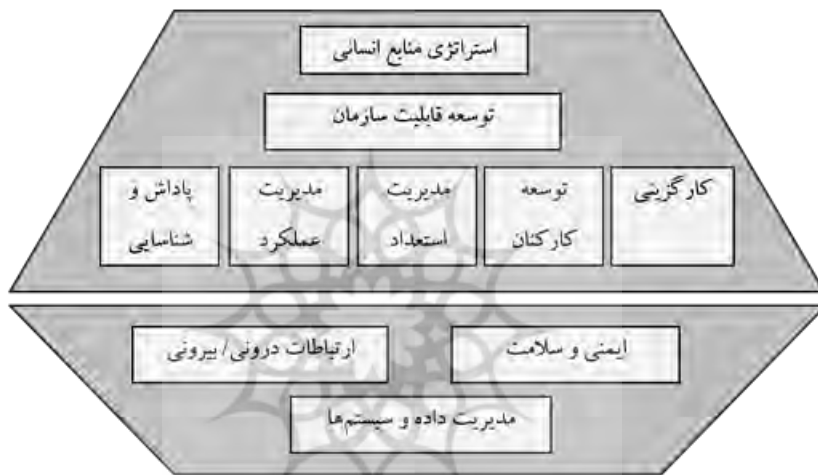 استراتژی منابع انسانی
توسعه قابلیت سازمان
کارگزینی
توسعه
کارکنان
مدیریت
استعداد
مدیریت
عملکرد
پاداش و
شناسایی
ایمنی و سلامت
ارتباطات درونی/ بیرونی
مدیریت داده و سیستم‌ها